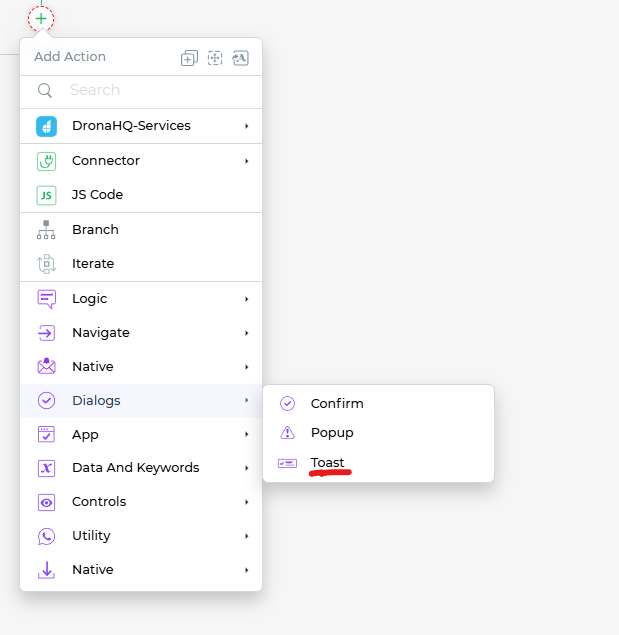 Add Action
Search
DronaHQ-Services
Connector
JS JS Code
Branch
Iterate
Logic
Navigate
Native
Dialogs
Confirm
Popup
Toast
App
Data And Keywords
Controls
Utility
Native